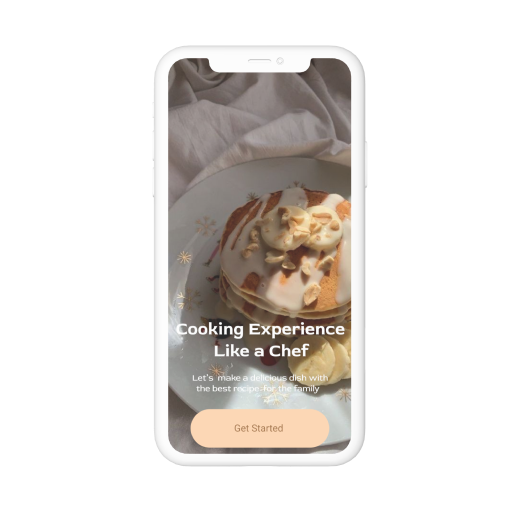 Cooking Experience
Like a Chef
Let's make a delicious dish with
the best recipe for the family
Get Started